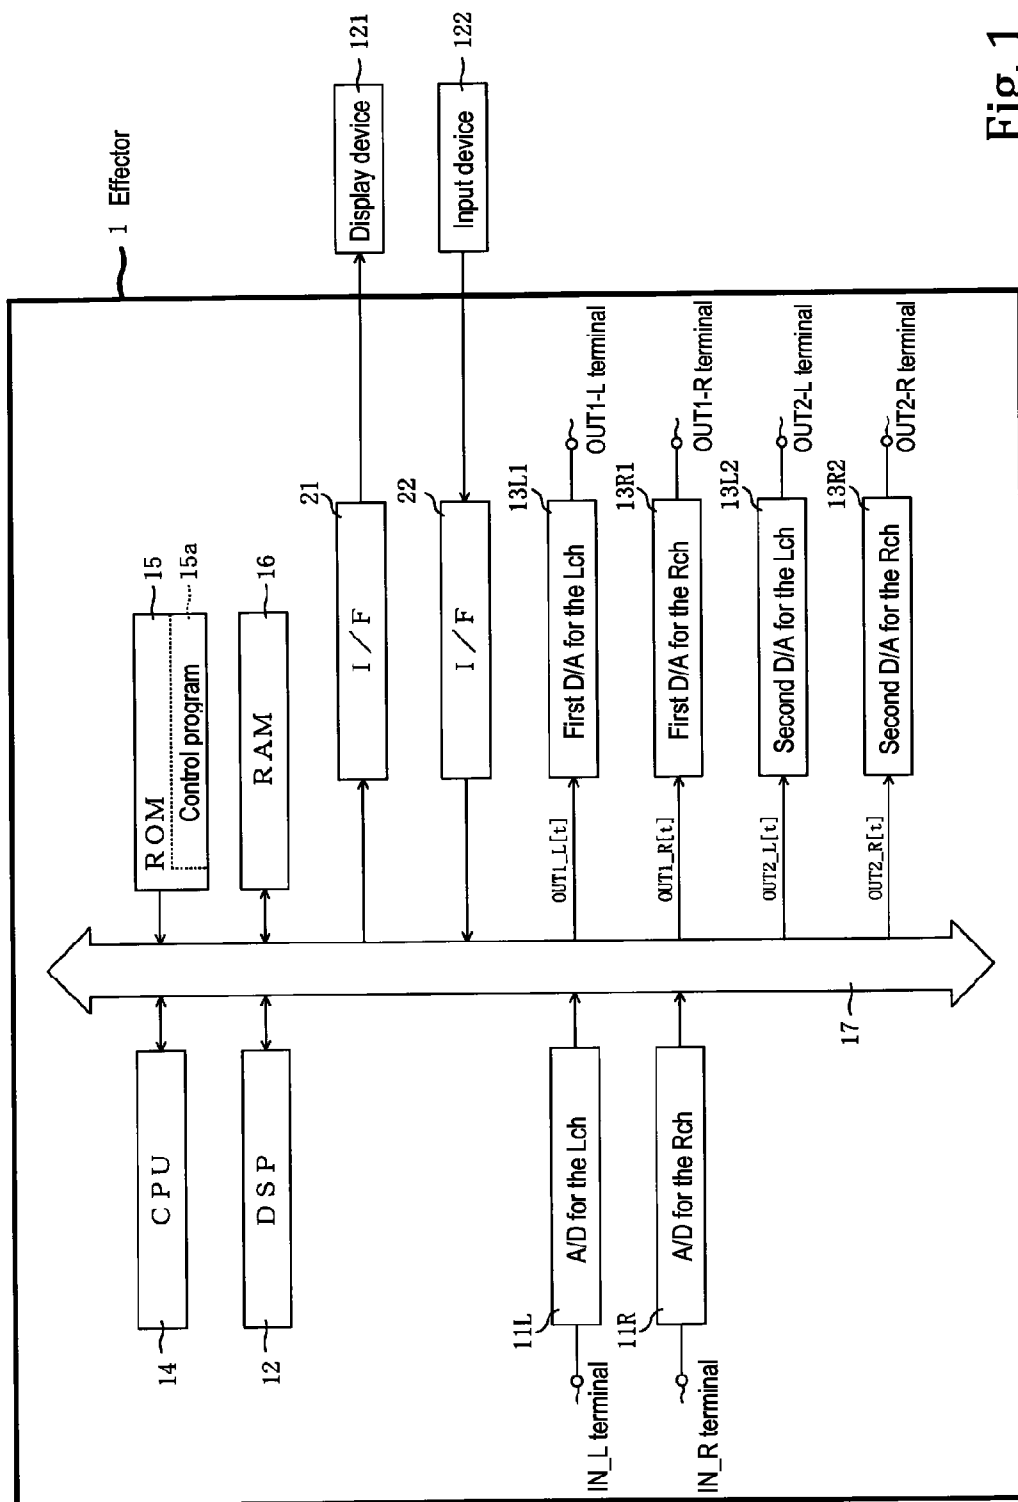 1 Effector
14
CPU
ROM
15
Control program
15a
12
DSP
RAM
16
I/F
21
Display device
121
I/F
22
Input device
122
IN_L terminal
11L
A/D for the Lch
OUT1_L[t]
First D/A for the Lch
13L1
OUT1-L terminal
IN_R terminal
11R
A/D for the Rch
OUT1_R[t]
First D/A for the Rch
13R1
OUT1-R terminal
OUT2_L[t]
Second D/A for the Lch
13L2
OUT2-L terminal
17
OUT2_R[t]
Second D/A for the Rch
13R2
OUT2-R terminal
Fig. 1